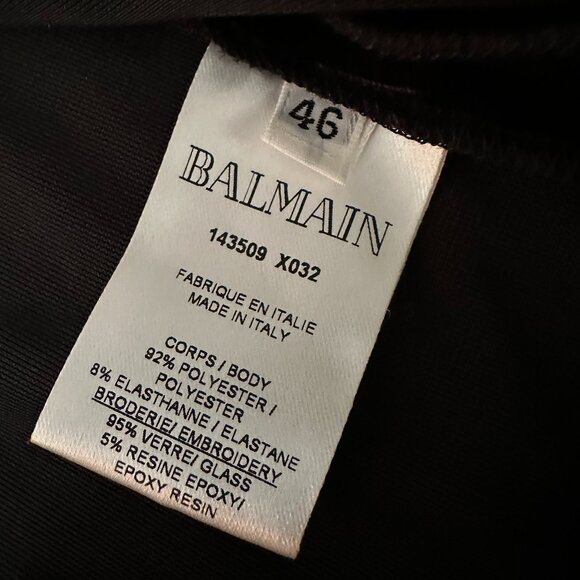 46
BALMAIN
143509 X032
FABRIQUE EN ITALIE
MADE IN ITALY
CORPS / BODY
92% POLYESTER /
POLYESTER
8% ELASTHANNE / ELASTANE
BRODERIE/ EMBROIDERY
95% VERRE/ GLASS
5% RESINE EPOXY/
EPOXY RESIN